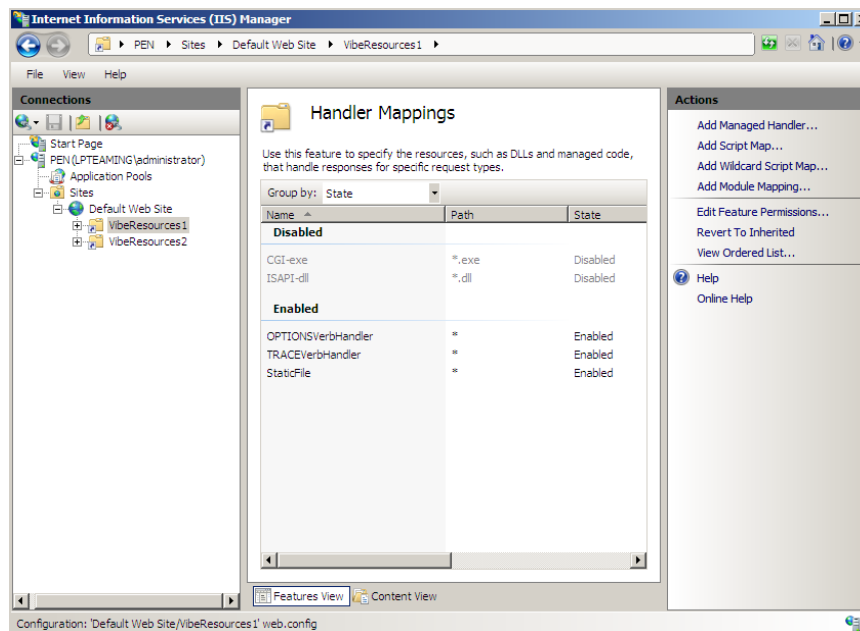 Internet Information Services (IIS) Manager
PEN Sites Default Web Site VibeResources1
File View Help
Connections
Start Page
PEN (LPTEAMING\administrator)
Application Pools
Sites
Default Web Site
VibeResources1
VibeResources2
Handler Mappings
Use this feature to specify the resources, such as DLLs and managed code,
that handle responses for specific request types.
Group by: State
Name Path State
Disabled
CGI-exe *.exe Disabled
ISAPI-dll *.dll Disabled
Enabled
OPTIONSVerbHandler * Enabled
TRACEVerbHandler * Enabled
StaticFile * Enabled
Features View Content View
Actions
Add Managed Handler...
Add Script Map...
Add Wildcard Script Map...
Add Module Mapping...
Edit Feature Permissions...
Revert To Inherited
View Ordered List...
Help
Online Help
Configuration: 'Default Web Site/VibeResources1' web.config